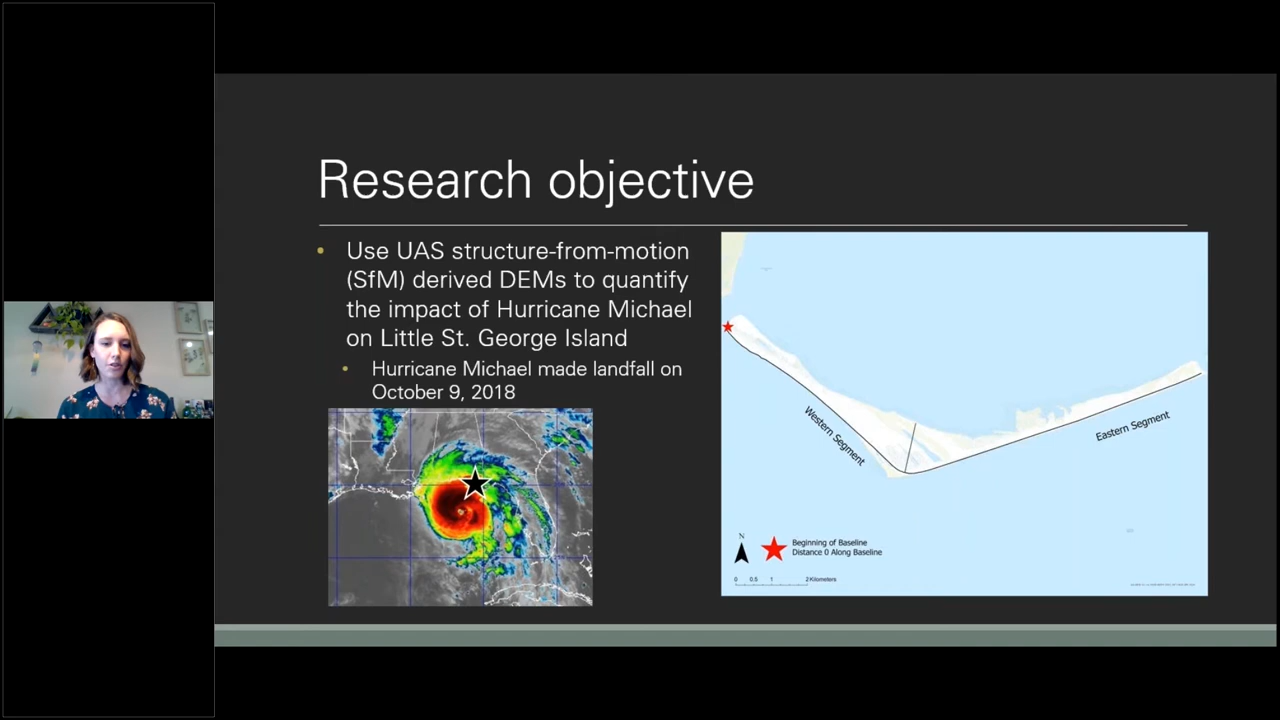 Research objective
• Use UAS structure-from-motion
(SfM) derived DEMs to quantify
the impact of Hurricane Michael
on Little St. George Island
• Hurricane Michael made landfall on
October 9, 2018
Western Segment
Eastern Segment
N
Beginning of Baseline
Distance 0 Along Baseline
0 0.5 1 2 Kilometers